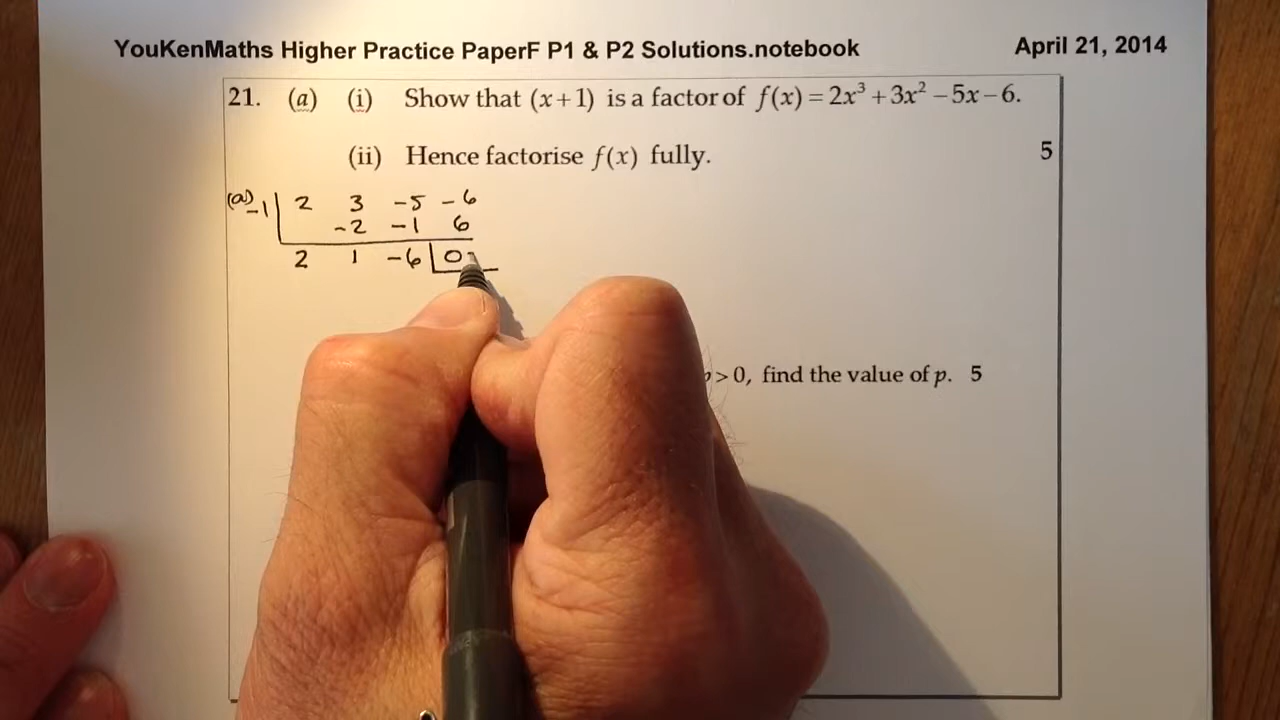 YouKenMaths Higher Practice PaperF P1 & P2 Solutions.notebook April 21, 2014
21. (a) (i) Show that (x+1) is a factor of f(x) = 2x³ + 3x² − 5x − 6.
(ii) Hence factorise f(x) fully. 5
(a) -1 2 3 -5 -6
-2 -1 6
2 1 -6 0
>0, find the value of p. 5